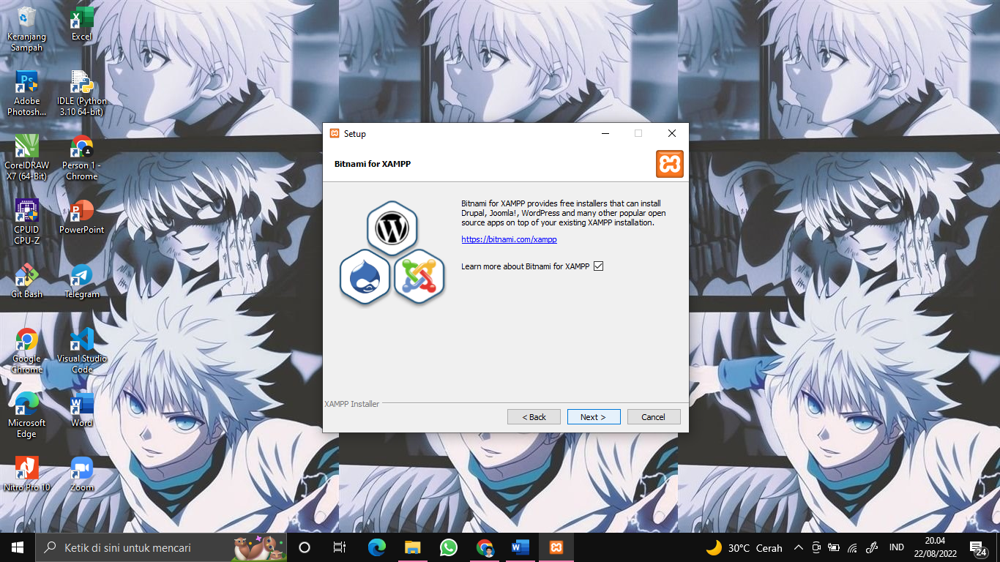 Keranjang
Sampah
Excel
Ps
Adobe
Photosh...
IDLE (Python
3.10 64-bit)
CorelDRAW
X7 (64-Bit)
Person 1 -
Chrome
CPUID
CPU-Z
PowerPoint
Git Bash
Telegram
Google
Chrome
Visual Studio
Code
Microsoft
Edge
Word
Nitro Pro 10
Zoom
Setup
Bitnami for XAMPP
Bitnami for XAMPP provides free installers that can install
Drupal, Joomla!, WordPress and many other popular open
source apps on top of your existing XAMPP installation.
https://bitnami.com/xampp
Learn more about Bitnami for XAMPP
XAMPP Installer
< Back
Next >
Cancel
Ketik di sini untuk mencari
30°C Cerah
IND
20.04
22/08/2022
24